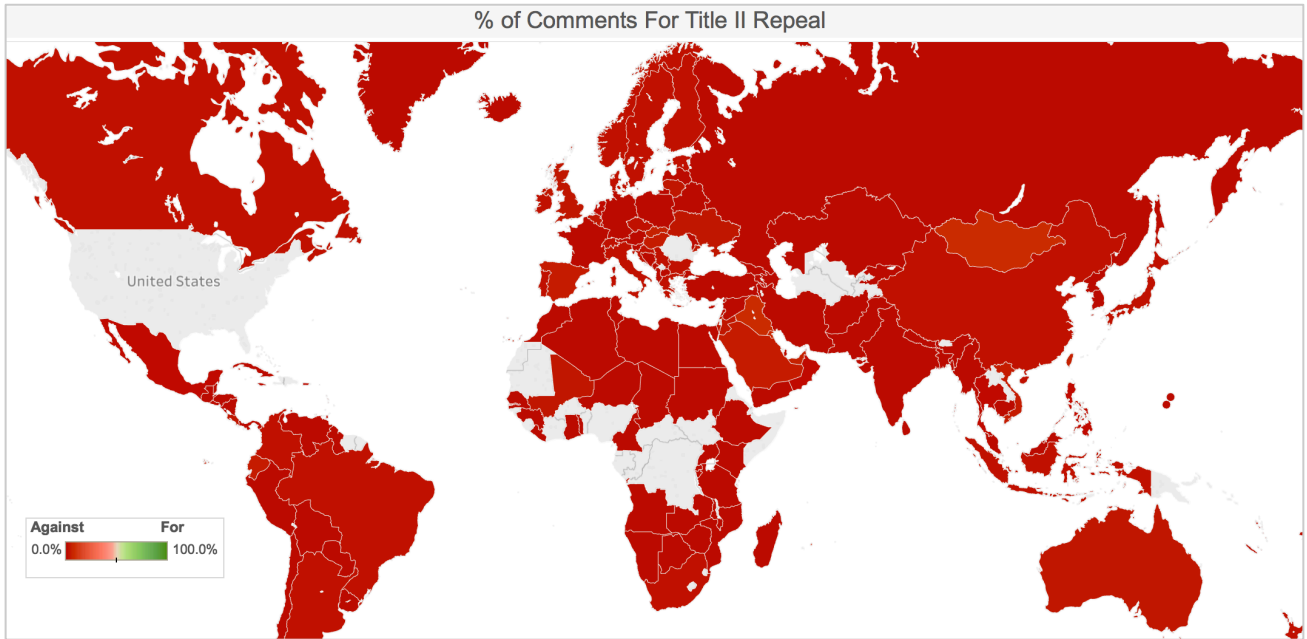 % of Comments For Title II Repeal
United States
Against For
0.0% 100.0%